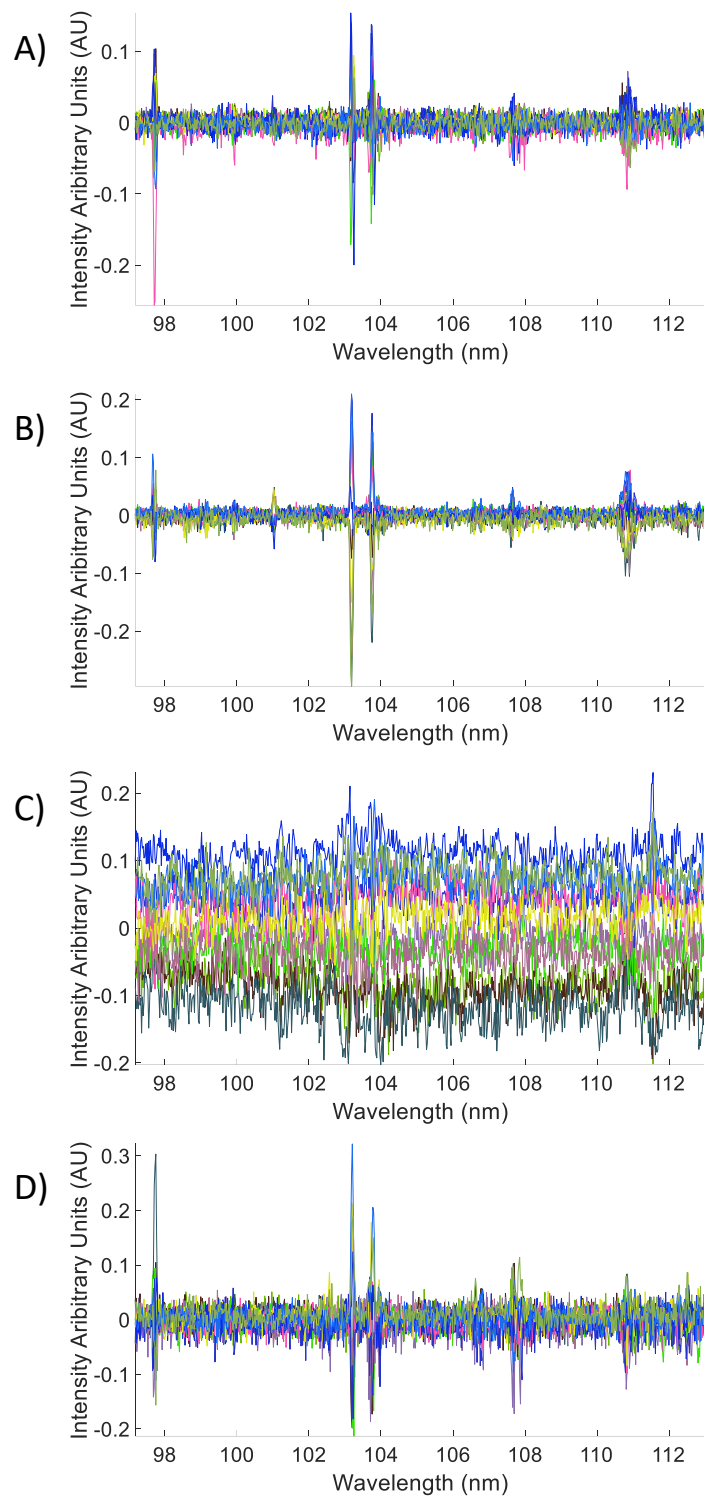 A)
Intensity Aribitrary Units (AU)
0.1
0
-0.1
-0.2
98 100 102 104 106 108 110 112
Wavelength (nm)
B)
Intensity Aribitrary Units (AU)
0.2
0.1
0
-0.1
-0.2
98 100 102 104 106 108 110 112
Wavelength (nm)
C)
Intensity Aribitrary Units (AU)
0.2
0.1
0
-0.1
-0.2
98 100 102 104 106 108 110 112
Wavelength (nm)
D)
Intensity Aribitrary Units (AU)
0.3
0.2
0.1
0
-0.1
-0.2
98 100 102 104 106 108 110 112
Wavelength (nm)